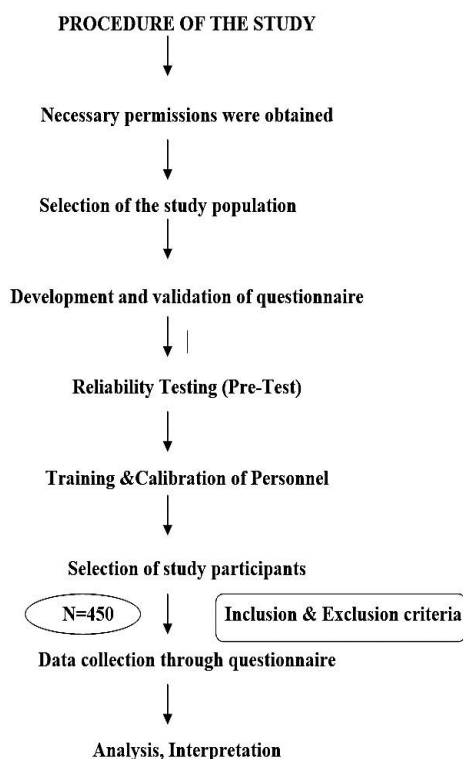 PROCEDURE OF THE STUDY
Necessary permissions were obtained
Selection of the study population
Development and validation of questionnaire
Reliability Testing (Pre-Test)
Training &Calibration of Personnel
Selection of study participants
N=450 Inclusion & Exclusion criteria
Data collection through questionnaire
Analysis, Interpretation